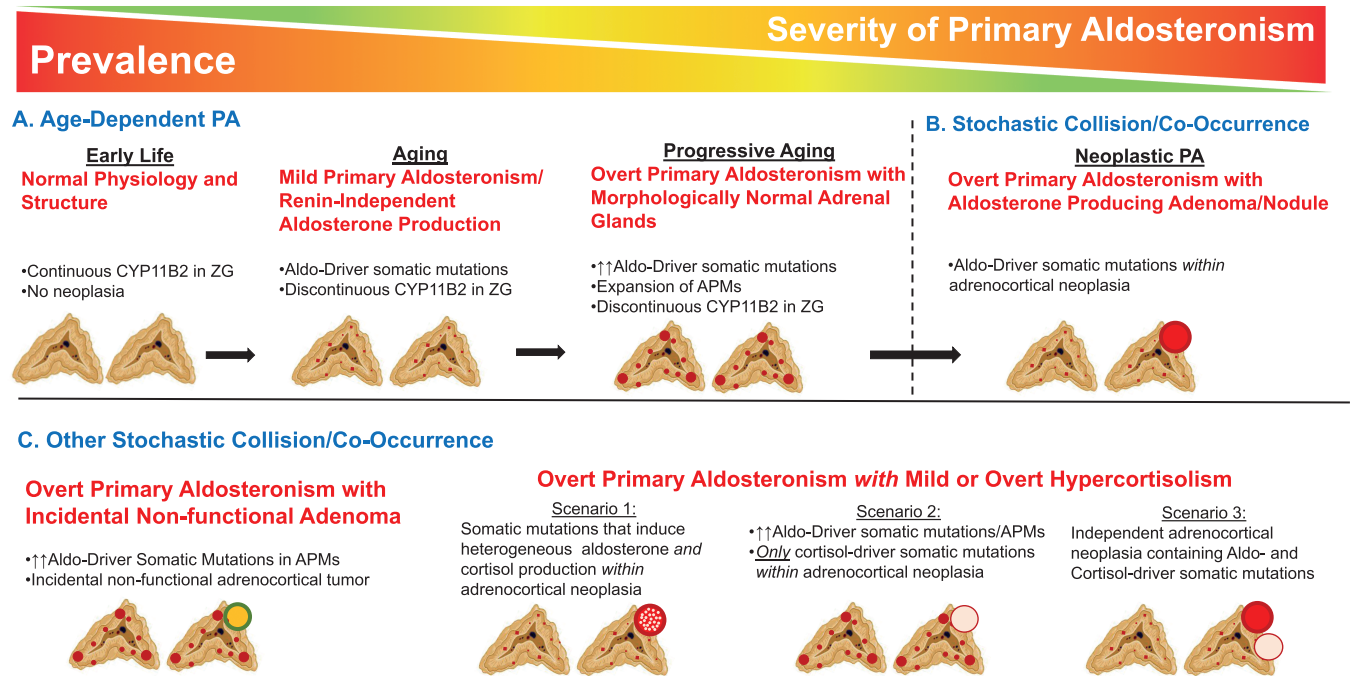 Prevalence
Severity of Primary Aldosteronism
A. Age-Dependent PA
Early Life
Normal Physiology and
Structure
•Continuous CYP11B2 in ZG
•No neoplasia
Aging
Mild Primary Aldosteronism/
Renin-Independent
Aldosterone Production
•Aldo-Driver somatic mutations
•Discontinuous CYP11B2 in ZG
Progressive Aging
Overt Primary Aldosteronism with
Morphologically Normal Adrenal
Glands
•↑↑Aldo-Driver somatic mutations
•Expansion of APMs
•Discontinuous CYP11B2 in ZG
B. Stochastic Collision/Co-Occurrence
Neoplastic PA
Overt Primary Aldosteronism with
Aldosterone Producing Adenoma/Nodule
•Aldo-Driver somatic mutations within
adrenocortical neoplasia
C. Other Stochastic Collision/Co-Occurrence
Overt Primary Aldosteronism with
Incidental Non-functional Adenoma
•↑↑Aldo-Driver Somatic Mutations in APMs
•Incidental non-functional adrenocortical tumor
Overt Primary Aldosteronism with Mild or Overt Hypercortisolism
Scenario 1:
Somatic mutations that induce
heterogeneous aldosterone and
cortisol production within
adrenocortical neoplasia
Scenario 2:
•↑↑Aldo-Driver somatic mutations/APMs
•Only cortisol-driver somatic mutations
within adrenocortical neoplasia
Scenario 3:
Independent adrenocortical
neoplasia containing Aldo- and
Cortisol-driver somatic mutations